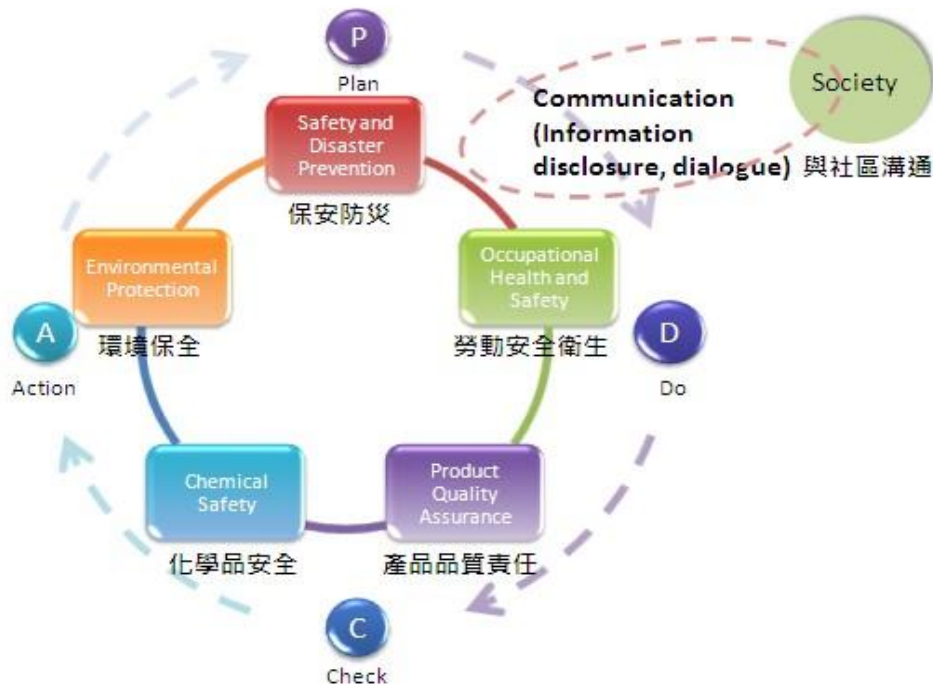 P
Plan
Society
Communication
(Information
disclosure, dialogue) 與社區溝通
Safety and
Disaster
Prevention
保安防災
Environmental
Protection
環境保全
Occupational
Health and
Safety
勞動安全衛生
A
Action
D
Do
Chemical
Safety
化學品安全
Product
Quality
Assurance
產品品質責任
C
Check